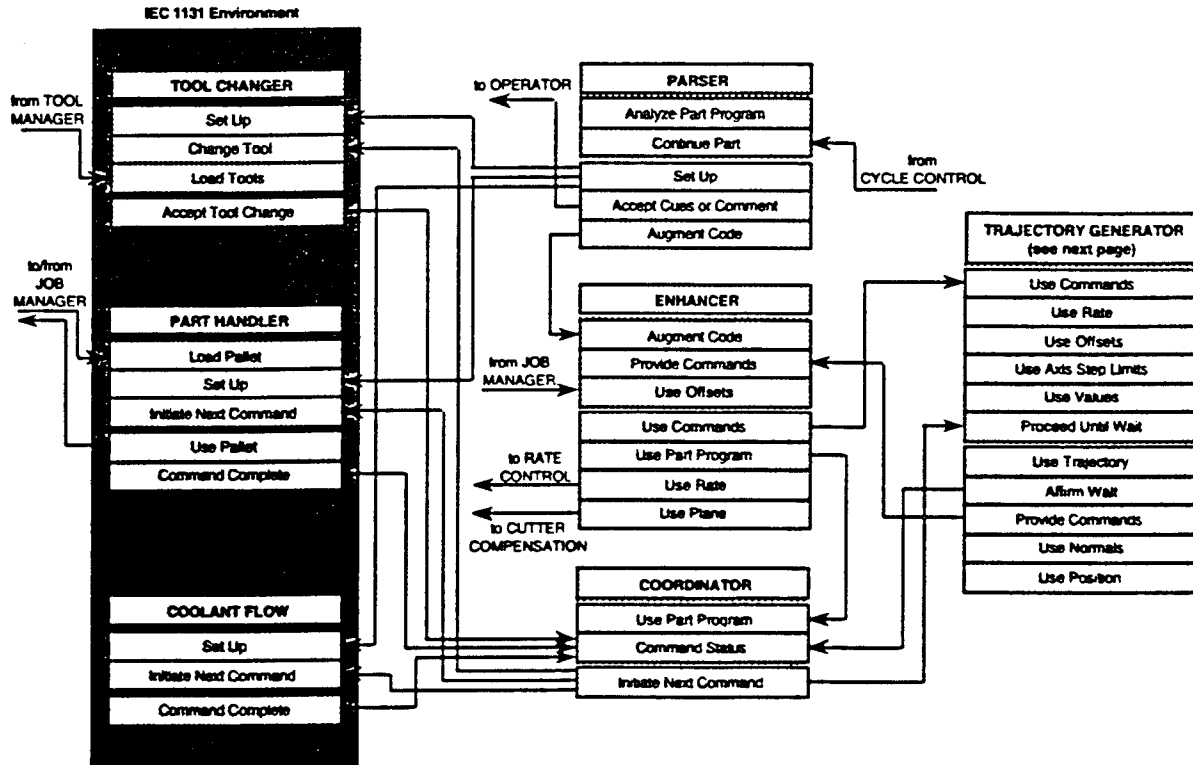 IEC 1131 Environment
TOOL CHANGER
from TOOL
MANAGER
Set Up
Change Tool
Load Tools
Accept Tool Change
to/from
JOB
MANAGER
PART HANDLER
Load Pallet
Set Up
Initiate Next Command
Use Pallet
Command Complete
COOLANT FLOW
Set Up
Initiate Next Command
Command Complete
to OPERATOR
PARSER
Analyze Part Program
Continue Part
from
CYCLE CONTROL
Set Up
Accept Cues or Comment
Augment Code
ENHANCER
Augment Code
from JOB
MANAGER
Provide Commands
Use Offsets
Use Commands
Use Part Program
to RATE
CONTROL
Use Rate
Use Plane
to CUTTER
COMPENSATION
COORDINATOR
Use Part Program
Command Status
Initiate Next Command
TRAJECTORY GENERATOR
(see next page)
Use Commands
Use Rate
Use Offsets
Use Axis Step Limits
Use Values
Proceed Until Wait
Use Trajectory
Affirm Wait
Provide Commands
Use Normals
Use Position